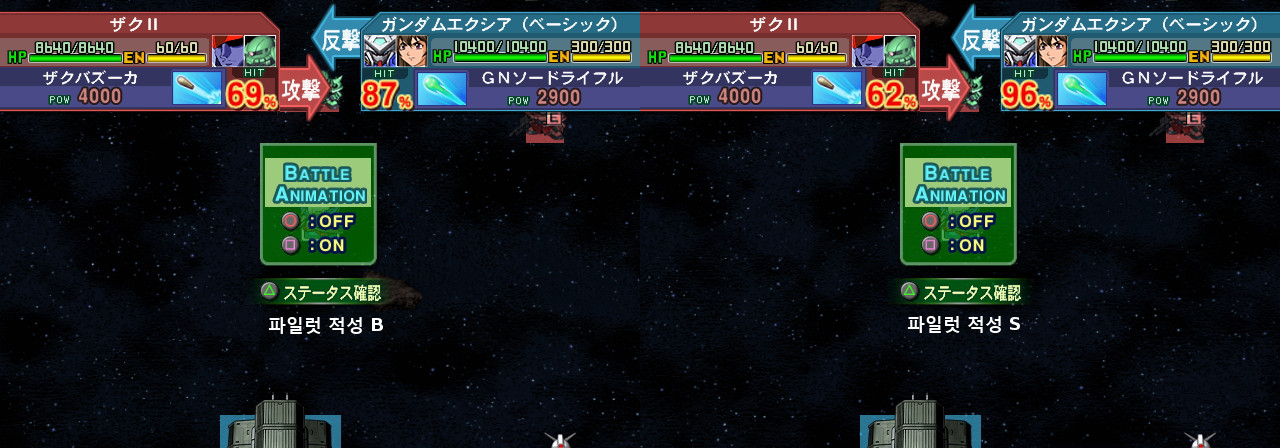 ザクⅡ
HP 8640/8640 EN 60/60
ザクバズーカ
POW 4000
HIT 69%
攻撃
反撃
ガンダムエクシア（ベーシック）
HP 10400/10400 EN 300/300
HIT 87%
GNソードライフル
POW 2900
BATTLE
ANIMATION
:OFF
:ON
ステータス確認
파일럿 적성 B
ザクⅡ
HP 8640/8640 EN 60/60
ザクバズーカ
POW 4000
HIT 62%
攻撃
反撃
ガンダムエクシア（ベーシック）
HP 10400/10400 EN 300/300
HIT 96%
GNソードライフル
POW 2900
BATTLE
ANIMATION
:OFF
:ON
ステータス確認
파일럿 적성 S